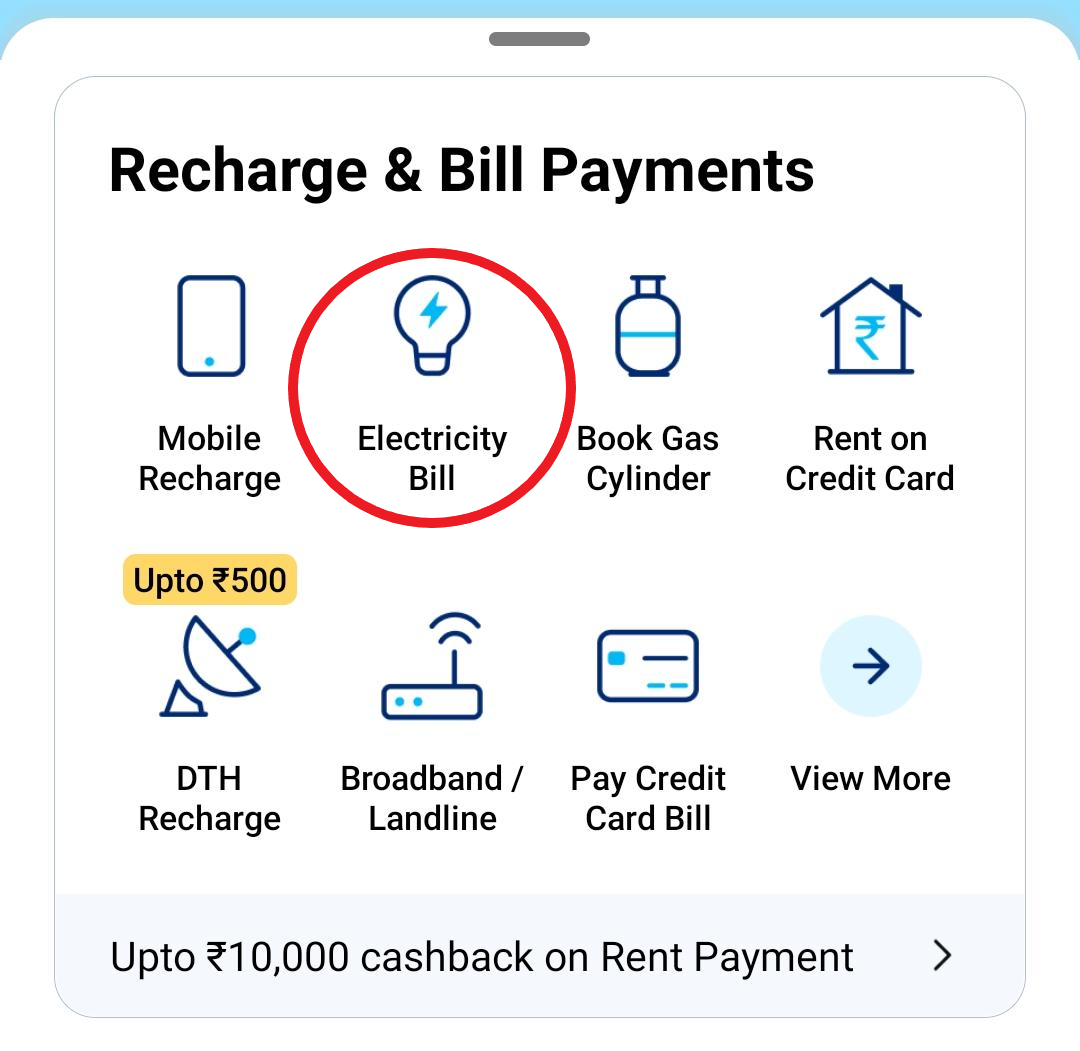 Recharge & Bill Payments
₹
Mobile
Recharge
Electricity
Bill
Book Gas
Cylinder
Rent on
Credit Card
Upto ₹500
DTH
Recharge
Broadband /
Landline
Pay Credit
Card Bill
View More
Upto ₹10,000 cashback on Rent Payment